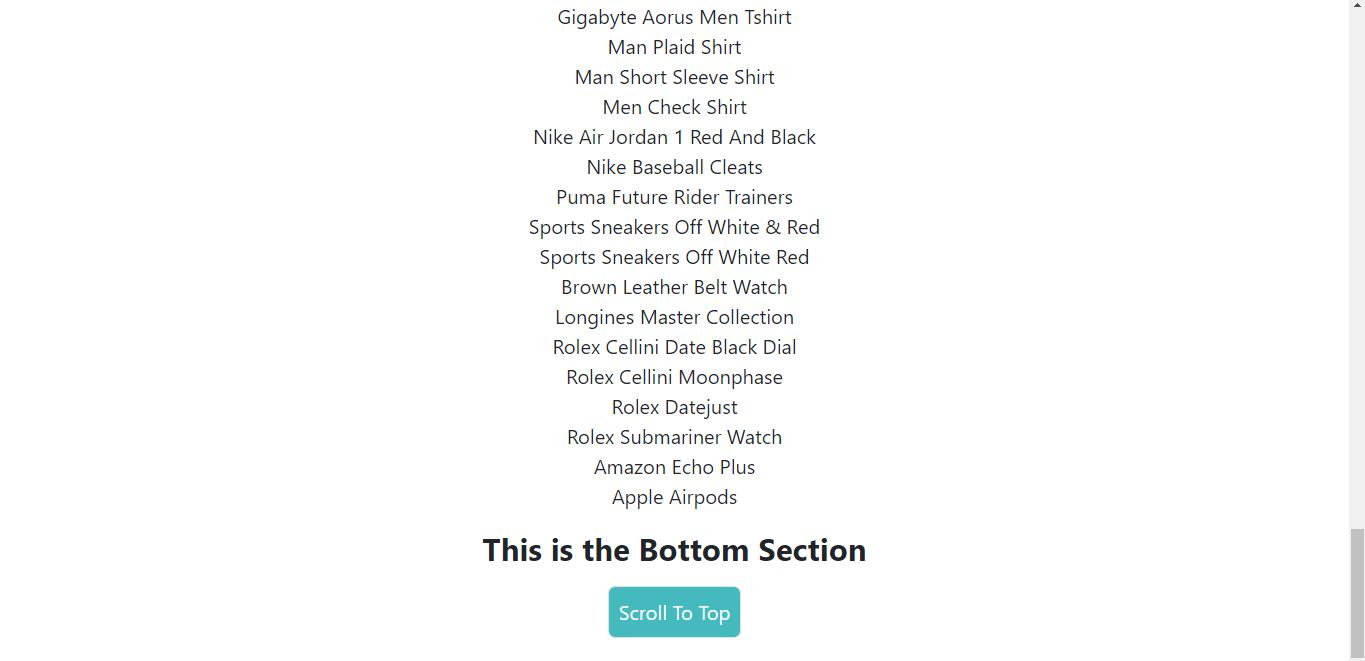 Gigabyte Aorus Men Tshirt
Man Plaid Shirt
Man Short Sleeve Shirt
Men Check Shirt
Nike Air Jordan 1 Red And Black
Nike Baseball Cleats
Puma Future Rider Trainers
Sports Sneakers Off White & Red
Sports Sneakers Off White Red
Brown Leather Belt Watch
Longines Master Collection
Rolex Cellini Date Black Dial
Rolex Cellini Moonphase
Rolex Datejust
Rolex Submariner Watch
Amazon Echo Plus
Apple Airpods
This is the Bottom Section
Scroll To Top